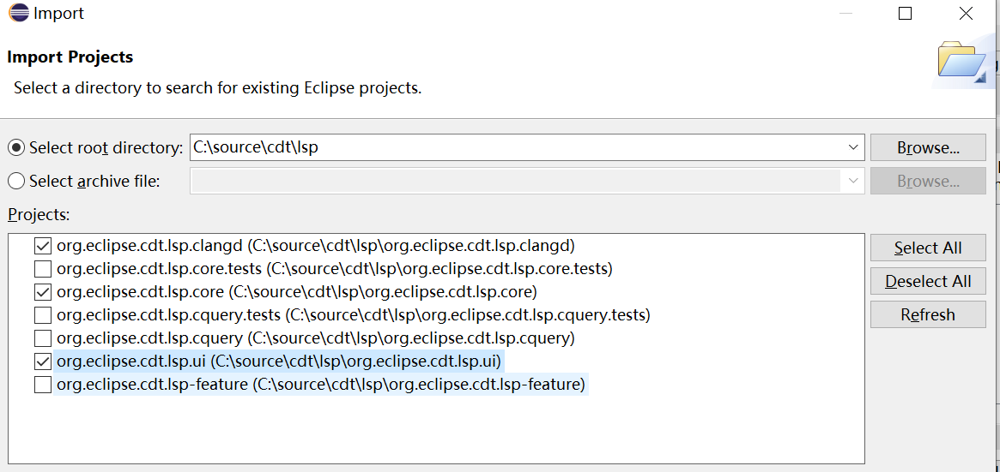 Import
Import Projects
Select a directory to search for existing Eclipse projects.
Select root directory: C:\source\cdt\lsp Browse...
Select archive file: Browse...
Projects:
org.eclipse.cdt.lsp.clangd (C:\source\cdt\lsp\org.eclipse.cdt.lsp.clangd) Select All
org.eclipse.cdt.lsp.core.tests (C:\source\cdt\lsp\org.eclipse.cdt.lsp.core.tests) Deselect All
org.eclipse.cdt.lsp.core (C:\source\cdt\lsp\org.eclipse.cdt.lsp.core)
org.eclipse.cdt.lsp.cquery.tests (C:\source\cdt\lsp\org.eclipse.cdt.lsp.cquery.tests) Refresh
org.eclipse.cdt.lsp.cquery (C:\source\cdt\lsp\org.eclipse.cdt.lsp.cquery)
org.eclipse.cdt.lsp.ui (C:\source\cdt\lsp\org.eclipse.cdt.lsp.ui)
org.eclipse.cdt.lsp-feature (C:\source\cdt\lsp\org.eclipse.cdt.lsp-feature)